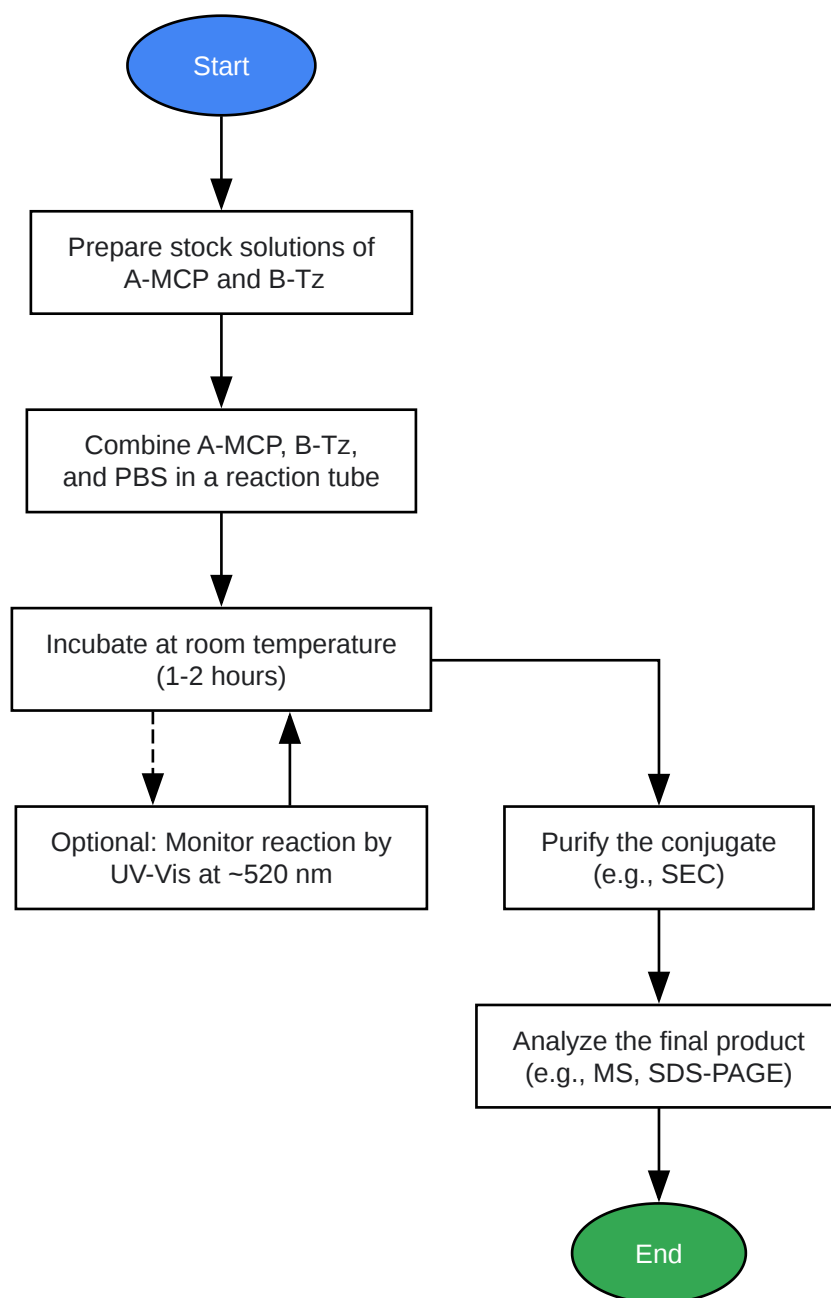 Start
Prepare stock solutions of
A-MCP and B-Tz
Combine A-MCP, B-Tz,
and PBS in a reaction tube
Incubate at room temperature
(1-2 hours)
Optional: Monitor reaction by
UV-Vis at ~520 nm
Purify the conjugate
(e.g., SEC)
Analyze the final product
(e.g., MS, SDS-PAGE)
End